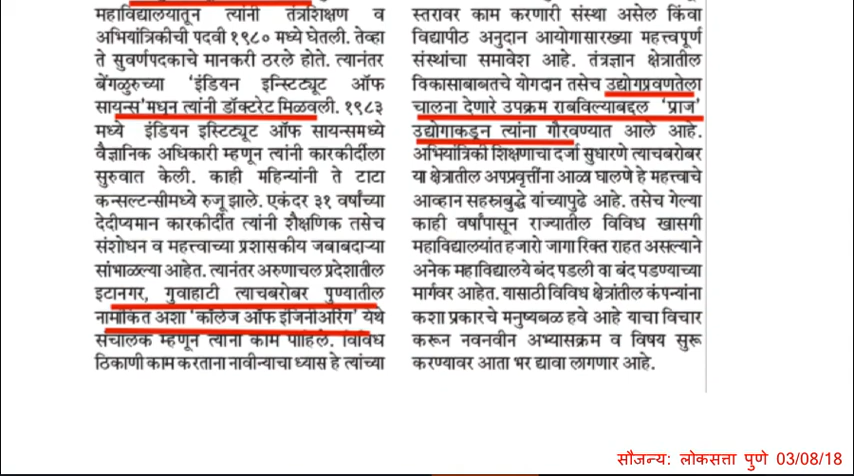 महाविद्यालयातून त्यांनी तंत्रशिक्षण व
अभियांत्रिकीची पदवी १९८० मध्ये घेतली. तेव्हा
ते सुवर्णपदकाचे मानकरी ठरले होते. त्यानंतर
बेंगळुरुच्या ‘इंडियन इन्स्टिट्यूट ऑफ
सायन्स’मधून त्यांनी डॉक्टरेट मिळवली. १९८३
मध्ये इंडियन इस्टिट्यूट ऑफ सायन्समध्ये
वैज्ञानिक अधिकारी म्हणून त्यांनी कारकीर्दीला
सुरुवात केली. काही महिन्यांनी ते टाटा
कन्सल्टन्सीमध्ये रुजू झाले. एकंदर ३१ वर्षांच्या
देदीप्यमान कारकीर्दीत त्यांनी शैक्षणिक तसेच
संशोधन व महत्त्वाच्या प्रशासकीय जबाबदाऱ्या
सांभाळल्या आहेत. त्यानंतर अरुणाचल प्रदेशातील
इटानगर, गुवाहाटी त्याचबरोबर पुण्यातील
नामांकित अशा ‘कॉलेज ऑफ इंजिनीअरिंग’ येथे
संचालक म्हणून त्यांनी काम पाहिले. विविध
ठिकाणी काम करताना नावीन्याचा ध्यास हे त्यांच्या
स्तरावर काम करणारी संस्था असेल किंवा
विद्यापीठ अनुदान आयोगासारख्या महत्त्वपूर्ण
संस्थांचा समावेश आहे. तंत्रज्ञान क्षेत्रातील
विकासाबाबतचे योगदान तसेच उद्योगप्रवणतेला
चालना देणारे उपक्रम राबविल्याबद्दल ‘प्राज’
उद्योगाकडून त्यांना गौरवण्यात आले आहे.
अभियांत्रिकी शिक्षणाचा दर्जा सुधारणे त्याचबरोबर
या क्षेत्रातील अपप्रवृत्तींना आळा घालणे हे महत्त्वाचे
आव्हान सहस्रबुद्धे यांच्यापुढे आहे. तसेच गेल्या
काही वर्षांपासून राज्यातील विविध खासगी
महाविद्यालयांत हजारो जागा रिक्त राहत असल्याने
अनेक महाविद्यालये बंद पडली वा बंद पडण्याच्या
मार्गावर आहेत. यासाठी विविध क्षेत्रांतील कंपन्यांना
कशा प्रकारचे मनुष्यबळ हवे आहे याचा विचार
करून नवनवीन अभ्यासक्रम व विषय सुरू
करण्यावर आता भर द्यावा लागणार आहे.
सौजन्य: लोकसत्ता पुणे 03/08/18